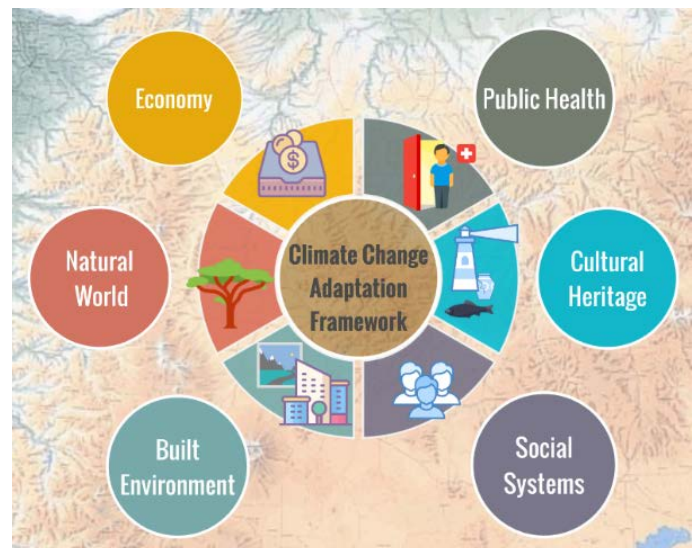 Economy
Public Health
Climate Change
Adaptation
Framework
Natural
World
Cultural
Heritage
Built
Environment
Social
Systems
$